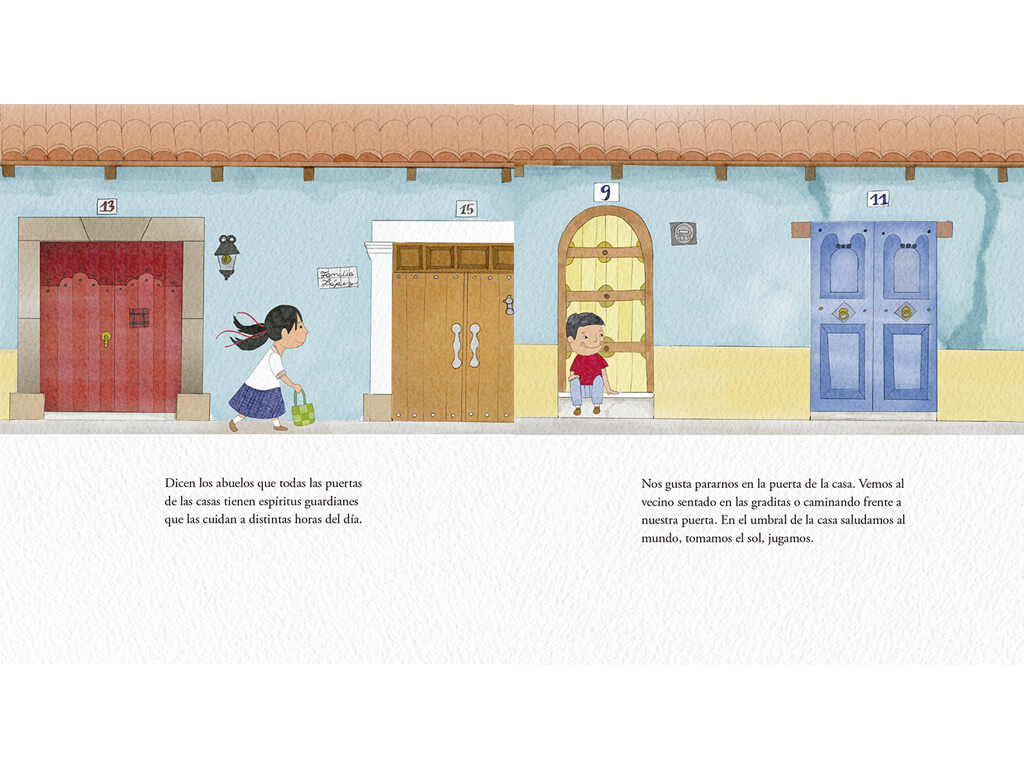 13
15
Familia
López
Dicen los abuelos que todas las puertas
de las casas tienen espíritus guardianes
que las cuidan a distintas horas del día.
9
11
Nos gusta pararnos en la puerta de la casa. Vemos al
vecino sentado en las graditas o caminando frente a
nuestra puerta. En el umbral de la casa saludamos al
mundo, tomamos el sol, jugamos.